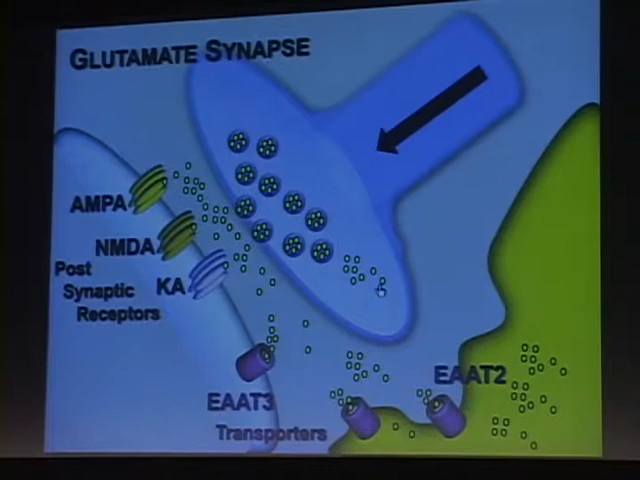 GLUTAMATE SYNAPSE
AMPA
NMDA
KA
Post
Synaptic
Receptors
EAAT3
EAAT2
Transporters